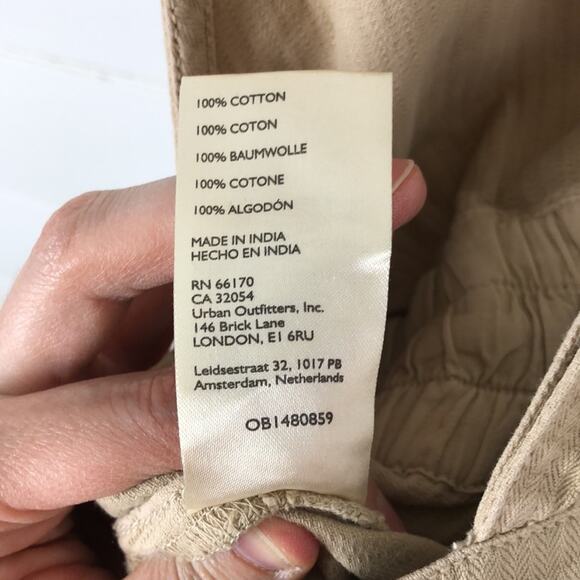 100% COTTON
100% COTON
100% BAUMWOLLE
100% COTONE
100% ALGODÓN
MADE IN INDIA
HECHO EN INDIA
RN 66170
CA 32054
Urban Outfitters, Inc.
146 Brick Lane
LONDON, E1 6RU
Leidsestraat 32, 1017 PB
Amsterdam, Netherlands
OB1480859